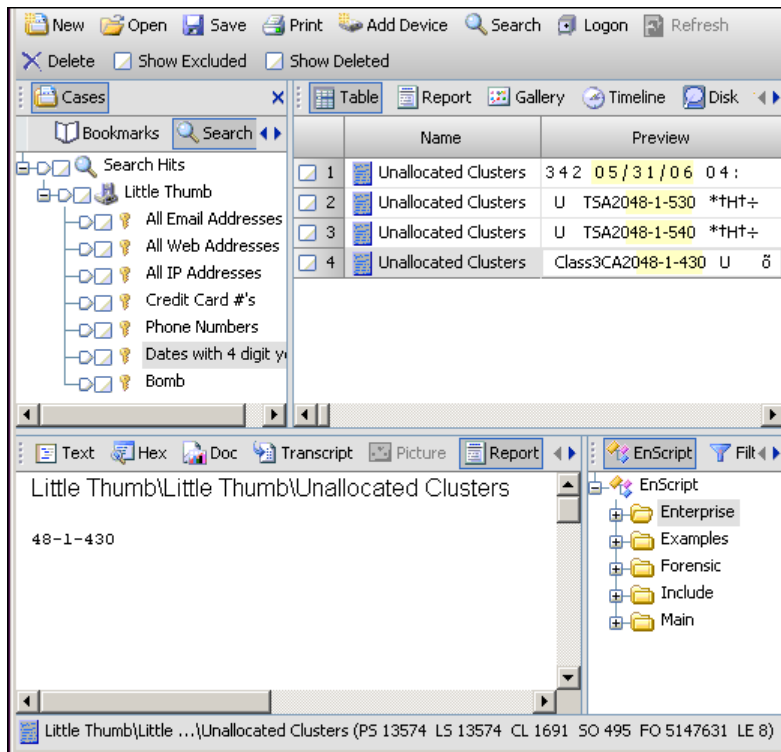 New Open Save Print Add Device Search Logon Refresh
Delete Show Excluded Show Deleted
Cases
Bookmarks Search
Search Hits
Little Thumb
All Email Addresses
All Web Addresses
All IP Addresses
Credit Card #'s
Phone Numbers
Dates with 4 digit y
Bomb
Table Report Gallery Timeline Disk
Name Preview
1 Unallocated Clusters 342 05/31/06 04:
2 Unallocated Clusters U TSA2048-1-530 *†H†÷
3 Unallocated Clusters U TSA2048-1-540 *†H†÷
4 Unallocated Clusters Class3CA2048-1-430 U õ
Text Hex Doc Transcript Picture Report
Little Thumb\Little Thumb\Unallocated Clusters
48-1-430
EnScript Filt
EnScript
Enterprise
Examples
Forensic
Include
Main
Little Thumb\Little ...\Unallocated Clusters (PS 13574 LS 13574 CL 1691 SO 495 FO 5147631 LE 8)